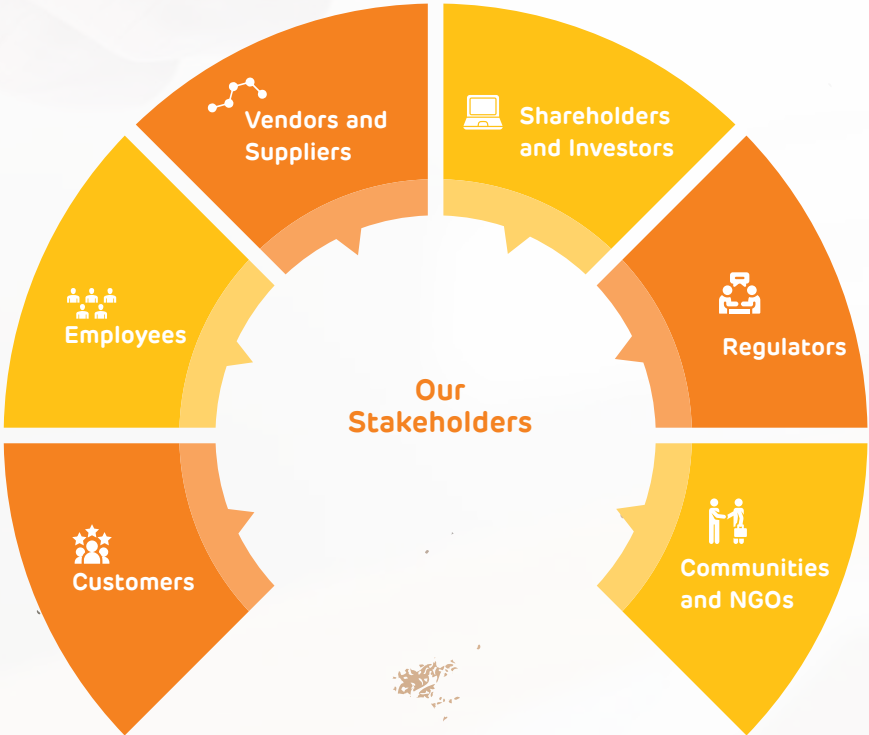 Vendors and
Suppliers
Shareholders
and Investors
Employees
Regulators
Our
Stakeholders
Customers
Communities
and NGOs